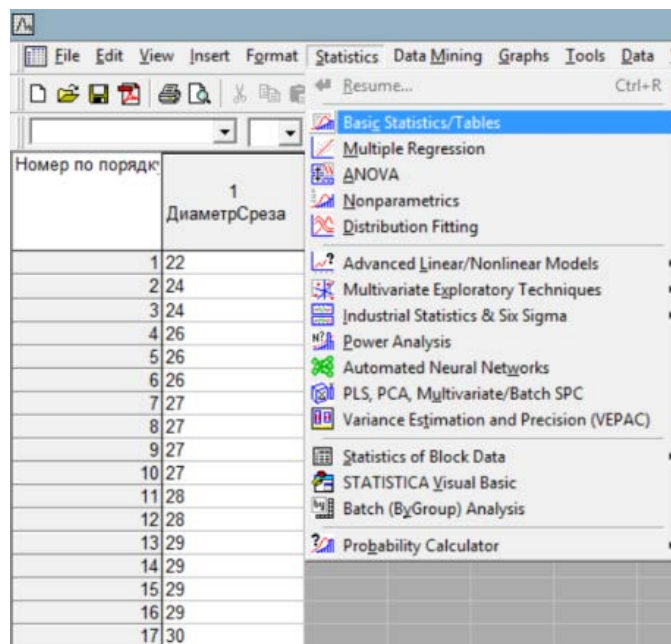 File Edit View Insert Format Statistics Data Mining Graphs Tools Data
Resume... Ctrl+R
Basic Statistics/Tables
Multiple Regression
ANOVA
Nonparametrics
Distribution Fitting
Advanced Linear/Nonlinear Models
Multivariate Exploratory Techniques
Industrial Statistics & Six Sigma
Power Analysis
Automated Neural Networks
PLS, PCA, Multivariate/Batch SPC
Variance Estimation and Precision (VEPAC)
Statistics of Block Data
STATISTICA Visual Basic
Batch (ByGroup) Analysis
Probability Calculator
Номер по порядку
1
ДиаметрСреза
1 22
2 24
3 24
4 26
5 26
6 26
7 27
8 27
9 27
10 27
11 28
12 28
13 29
14 29
15 29
16 29
17 30